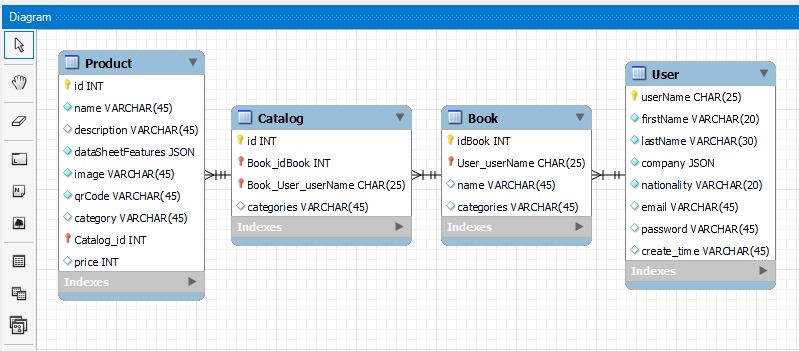 Diagram
Product
id INT
name VARCHAR(45)
description VARCHAR(45)
dataSheetFeatures JSON
image VARCHAR(45)
qrCode VARCHAR(45)
category VARCHAR(45)
Catalog_id INT
price INT
Indexes
Catalog
id INT
Book_idBook INT
Book_User_userName CHAR(25)
categories VARCHAR(45)
Indexes
Book
idBook INT
User_userName CHAR(25)
name VARCHAR(45)
categories VARCHAR(45)
Indexes
User
userName CHAR(25)
firstName VARCHAR(20)
lastName VARCHAR(30)
company JSON
nationality VARCHAR(20)
email VARCHAR(45)
password VARCHAR(45)
create_time VARCHAR(45)
Indexes